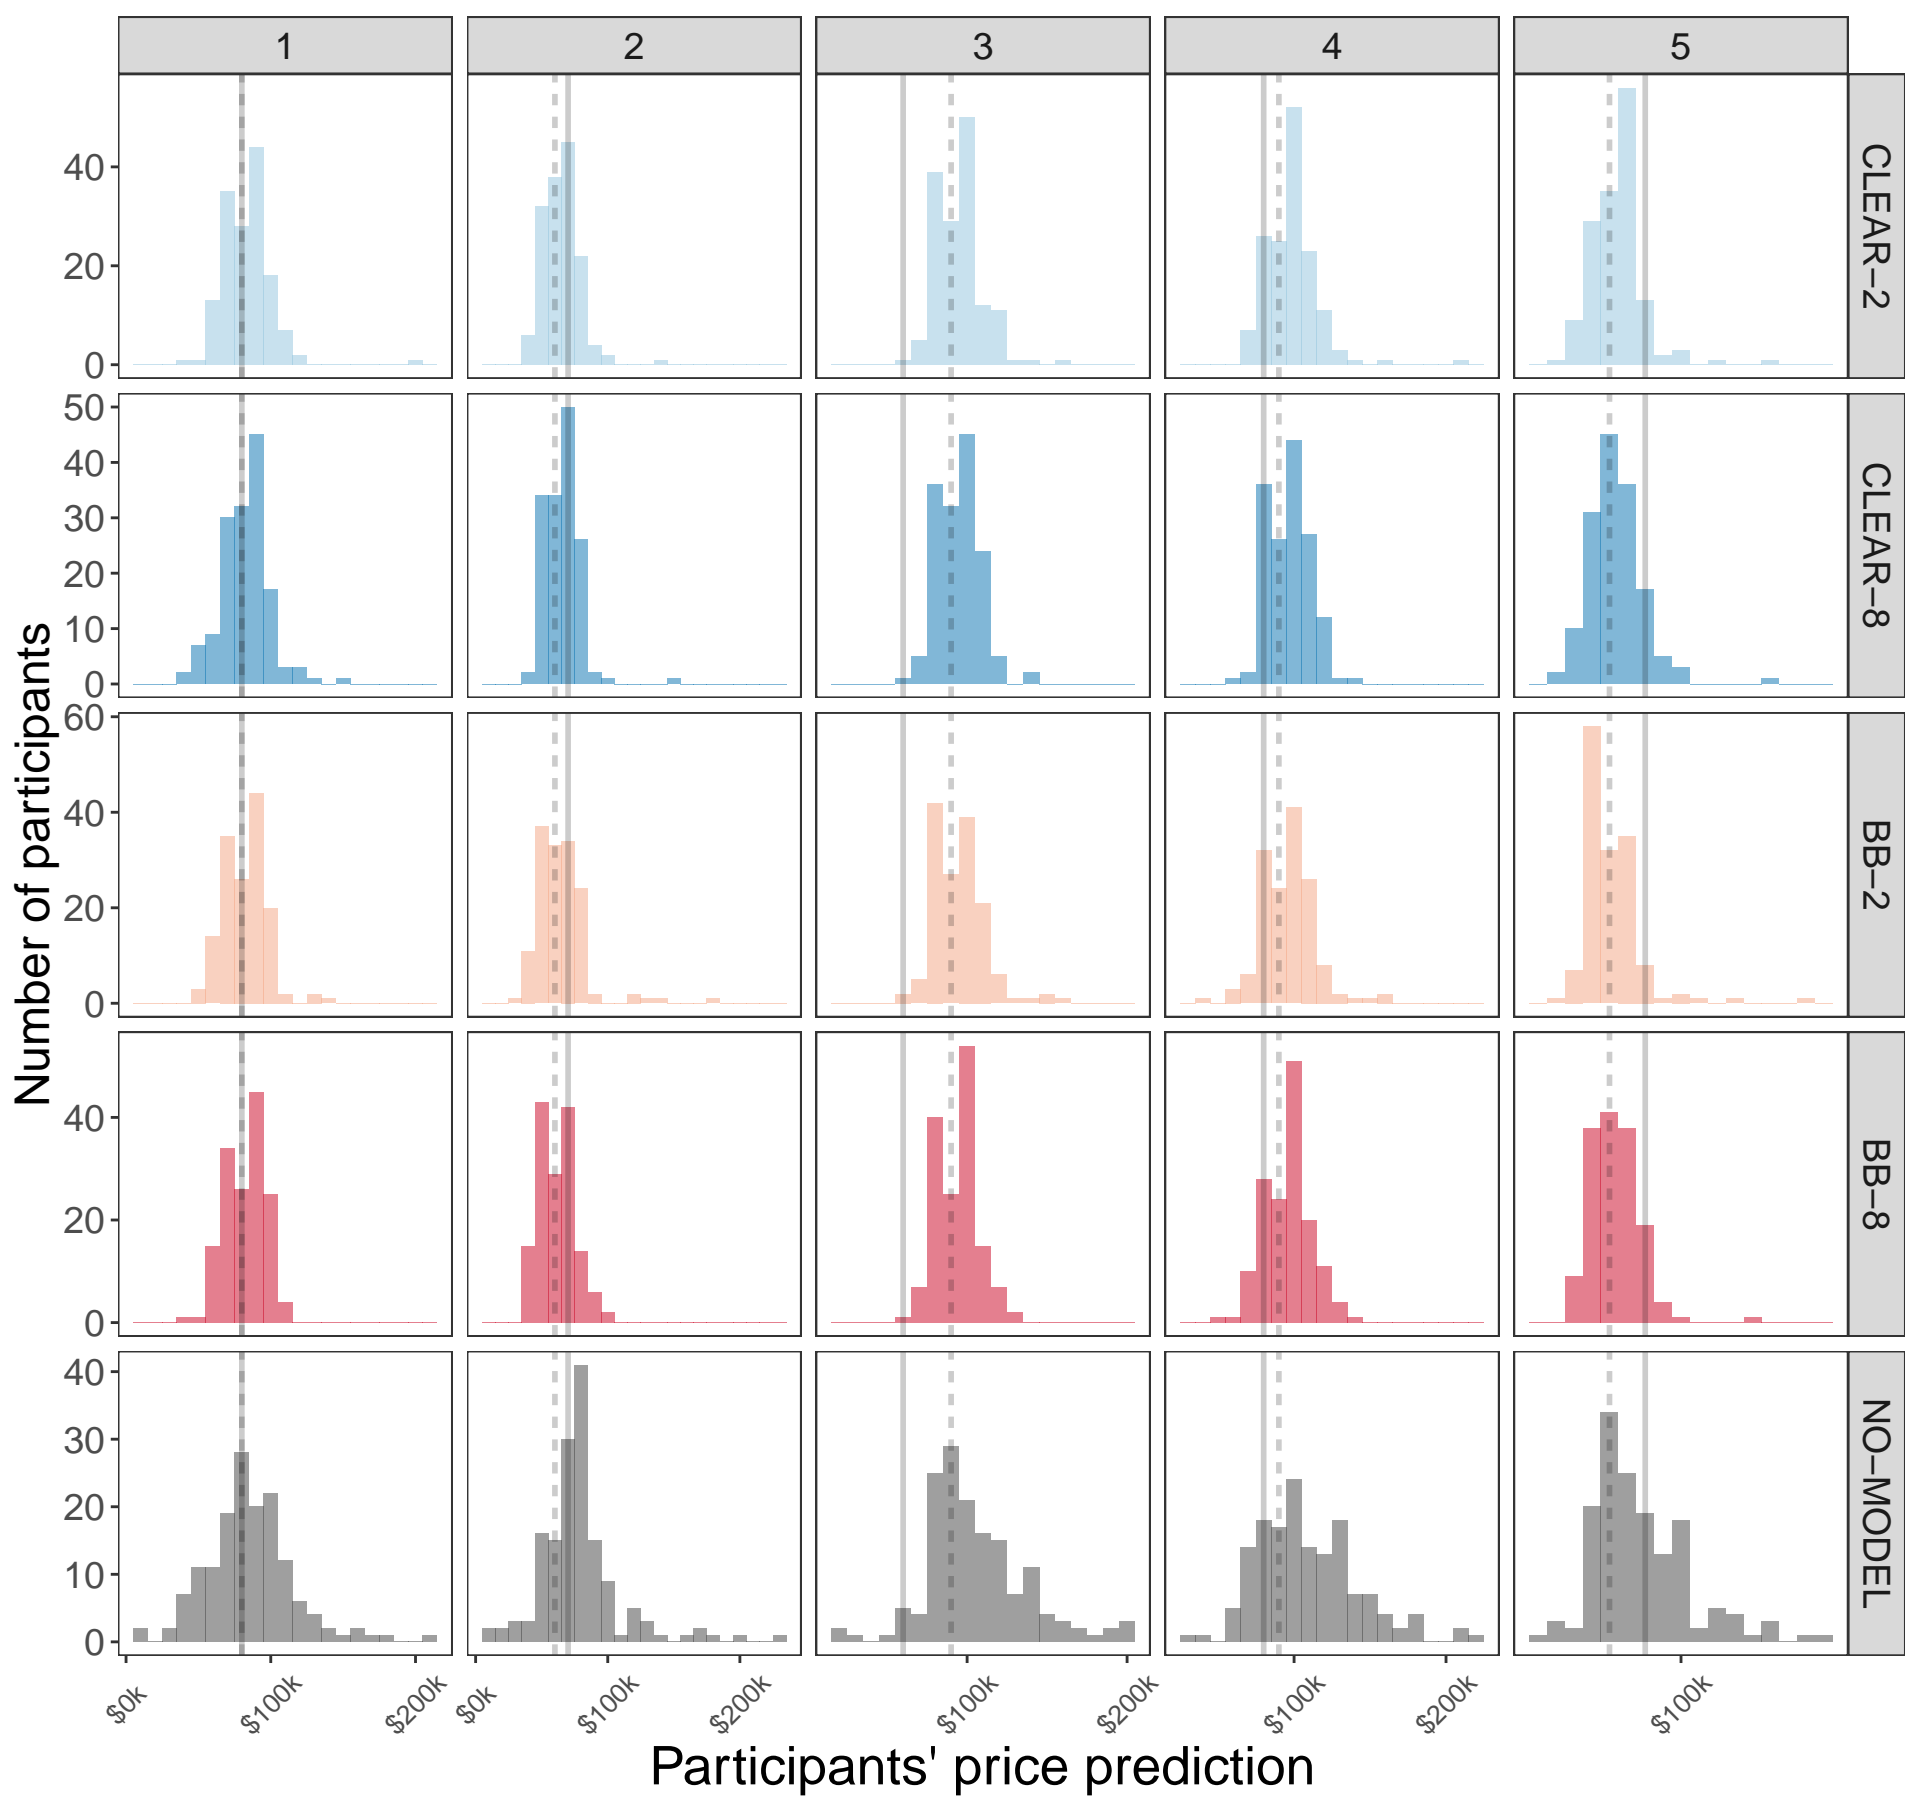 1 2 3 4 5
Number of participants
40
20
0
CLEAR−2
50
40
30
20
10
0
CLEAR−8
60
40
20
0
BB−2
40
20
0
BB−8
40
30
20
10
0
NO−MODEL
$0k $100k $200k $0k $100k $200k $100k $200k $100k $200k $100k
Participants' price prediction